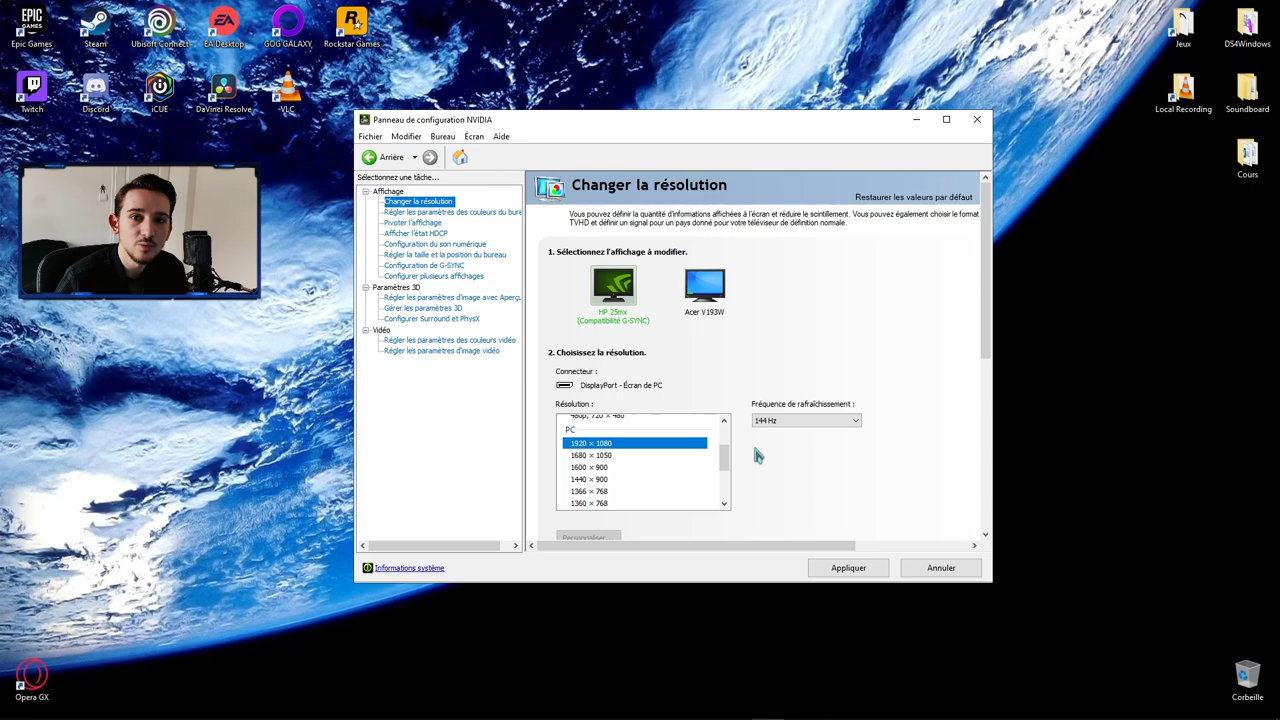 Epic Games
Steam
Ubisoft Connect
EA Desktop
GOG GALAXY
Rockstar Games
Twitch
Discord
iCUE
DaVinci Resolve
VLC
Jeux
DS4Windows
Local Recording
Soundboard
Cours
Panneau de configuration NVIDIA
Fichier Modifier Bureau Écran Aide
Arrière
Sélectionnez une tâche...
Affichage
Changer la résolution
Régler les paramètres des couleurs du bure
Pivoter l'affichage
Afficher l'état HDCP
Configuration du son numérique
Régler la taille et la position du bureau
Configuration de G-SYNC
Configurer plusieurs affichages
Paramètres 3D
Régler les paramètres d'image avec Aperçu
Gérer les paramètres 3D
Configurer Surround et PhysX
Vidéo
Régler les paramètres des couleurs vidéo
Régler les paramètres d'image vidéo
Informations système
Changer la résolution
Restaurer les valeurs par défaut
Vous pouvez définir la quantité d'informations affichées à l'écran et réduire le scintillement. Vous pouvez également choisir le format
TVHD et définir un signal pour un pays donné pour votre téléviseur de définition normale.
1. Sélectionnez l'affichage à modifier.
HP 25mx
(Compatibilité G-SYNC)
Acer V193W
2. Choisissez la résolution.
Connecteur :
DisplayPort - Écran de PC
Résolution :
480p, 720 × 480
PC
1920 × 1080
1680 × 1050
1600 × 900
1440 × 900
1366 × 768
1360 × 768
Fréquence de rafraîchissement :
144 Hz
Personnaliser...
Appliquer
Annuler
Opera GX
Corbeille